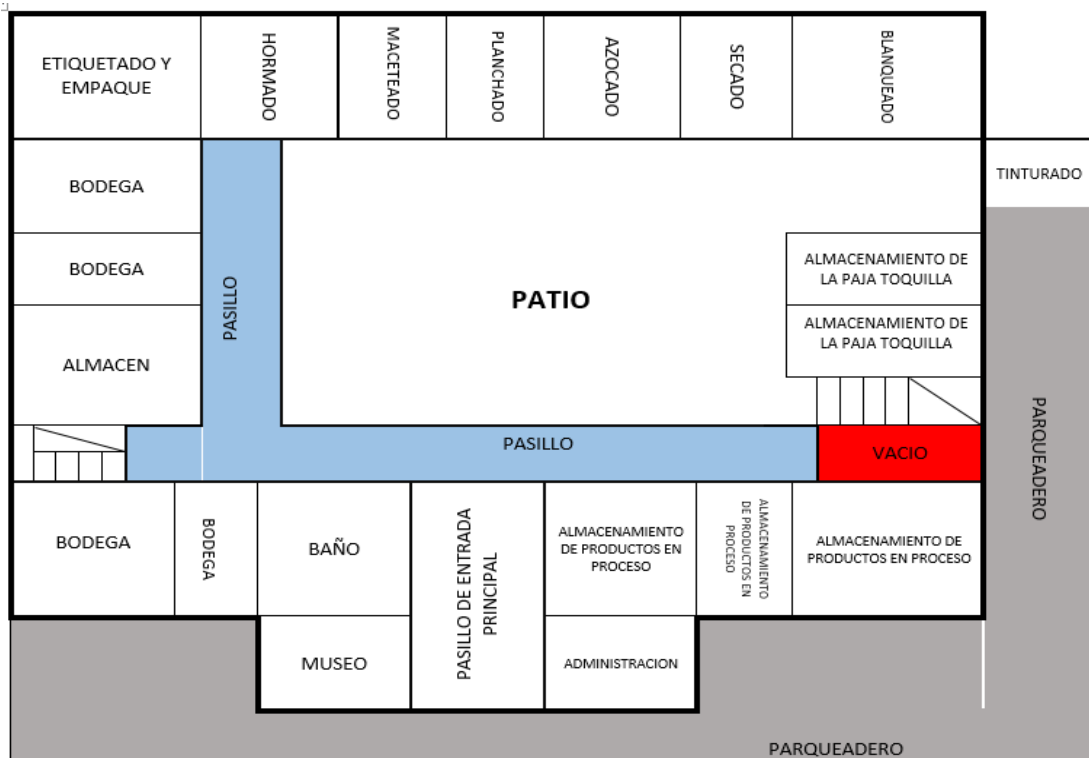 ETIQUETADO Y
EMPAQUE
HORMADO
MACETEADO
PLANCHADO
AZOCADO
SECADO
BLANQUEADO
BODEGA
TINTURADO
BODEGA
PASILLO
PATIO
ALMACENAMIENTO DE
LA PAJA TOQUILLA
ALMACENAMIENTO DE
LA PAJA TOQUILLA
ALMACEN
PARQUEADERO
PASILLO
VACIO
BODEGA
BODEGA
BAÑO
PASILLO DE ENTRADA
PRINCIPAL
ALMACENAMIENTO
DE PRODUCTOS EN
PROCESO
ALMACENAMIENTO
DE PRODUCTOS EN
PROCESO
ALMACENAMIENTO DE
PRODUCTOS EN PROCESO
MUSEO
ADMINISTRACION
PARQUEADERO